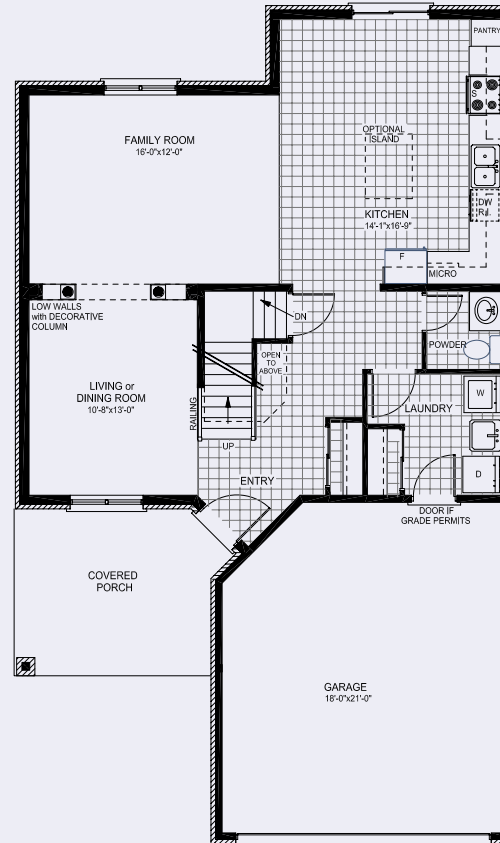 PANTRY
S
FAMILY ROOM
16'-0"x12'-0"
OPTIONAL
ISLAND
DW
R.I.
KITCHEN
14'-1"x16'-9"
F
MICRO
LOW WALLS
with DECORATIVE
COLUMN
DN
POWDER
OPEN
TO
ABOVE
LIVING or
DINING ROOM
10'-8"x13'-0"
RAILING
UP
LAUNDRY
W
D
ENTRY
DOOR IF
GRADE PERMITS
COVERED
PORCH
GARAGE
18'-0"x21'-0"